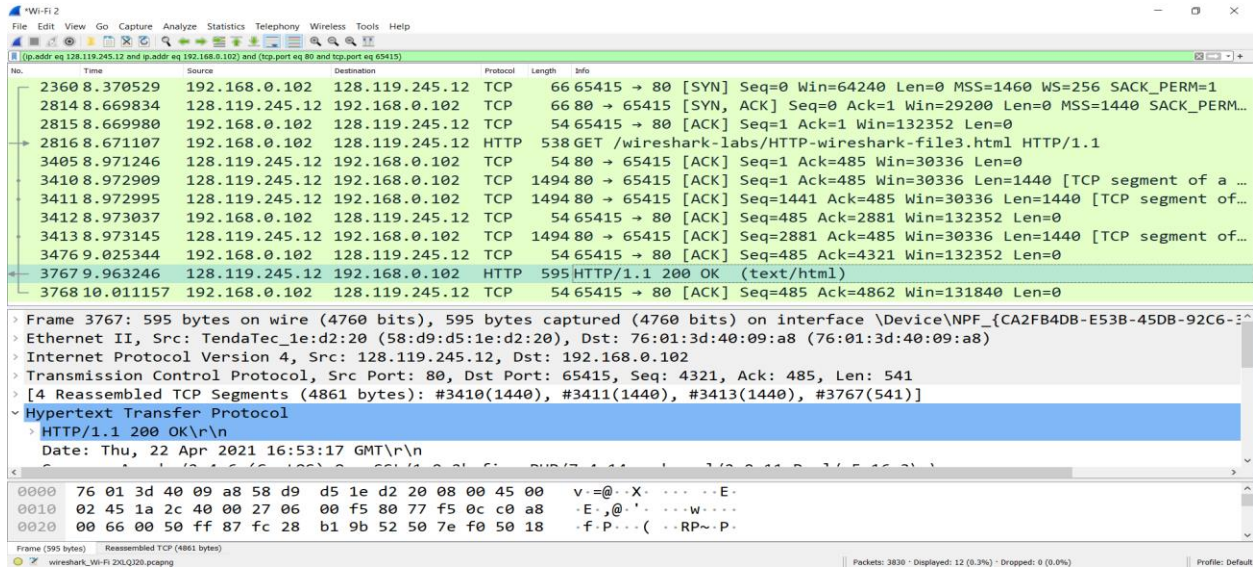 *Wi-Fi 2
File Edit View Go Capture Analyze Statistics Telephony Wireless Tools Help
(ip.addr eq 128.119.245.12 and ip.addr eq 192.168.0.102) and (tcp.port eq 80 and tcp.port eq 65415)
No. Time Source Destination Protocol Length Info
2360 8.370529 192.168.0.102 128.119.245.12 TCP 66 65415 → 80 [SYN] Seq=0 Win=64240 Len=0 MSS=1460 WS=256 SACK_PERM=1
2814 8.669834 128.119.245.12 192.168.0.102 TCP 66 80 → 65415 [SYN, ACK] Seq=0 Ack=1 Win=29200 Len=0 MSS=1440 SACK_PERM…
2815 8.669980 192.168.0.102 128.119.245.12 TCP 54 65415 → 80 [ACK] Seq=1 Ack=1 Win=132352 Len=0
2816 8.671107 192.168.0.102 128.119.245.12 HTTP 538 GET /wireshark-labs/HTTP-wireshark-file3.html HTTP/1.1
3405 8.971246 128.119.245.12 192.168.0.102 TCP 54 80 → 65415 [ACK] Seq=1 Ack=485 Win=30336 Len=0
3410 8.972909 128.119.245.12 192.168.0.102 TCP 1494 80 → 65415 [ACK] Seq=1 Ack=485 Win=30336 Len=1440 [TCP segment of a …
3411 8.972995 128.119.245.12 192.168.0.102 TCP 1494 80 → 65415 [ACK] Seq=1441 Ack=485 Win=30336 Len=1440 [TCP segment of…
3412 8.973037 192.168.0.102 128.119.245.12 TCP 54 65415 → 80 [ACK] Seq=485 Ack=2881 Win=132352 Len=0
3413 8.973145 128.119.245.12 192.168.0.102 TCP 1494 80 → 65415 [ACK] Seq=2881 Ack=485 Win=30336 Len=1440 [TCP segment of…
3476 9.025344 192.168.0.102 128.119.245.12 TCP 54 65415 → 80 [ACK] Seq=485 Ack=4321 Win=132352 Len=0
3767 9.963246 128.119.245.12 192.168.0.102 HTTP 595 HTTP/1.1 200 OK (text/html)
3768 10.011157 192.168.0.102 128.119.245.12 TCP 54 65415 → 80 [ACK] Seq=485 Ack=4862 Win=131840 Len=0
Frame 3767: 595 bytes on wire (4760 bits), 595 bytes captured (4760 bits) on interface \Device\NPF_{CA2FB4DB-E53B-45DB-92C6-
Ethernet II, Src: TendaTec_1e:d2:20 (58:d9:d5:1e:d2:20), Dst: 76:01:3d:40:09:a8 (76:01:3d:40:09:a8)
Internet Protocol Version 4, Src: 128.119.245.12, Dst: 192.168.0.102
Transmission Control Protocol, Src Port: 80, Dst Port: 65415, Seq: 4321, Ack: 485, Len: 541
[4 Reassembled TCP Segments (4861 bytes): #3410(1440), #3411(1440), #3413(1440), #3767(541)]
Hypertext Transfer Protocol
HTTP/1.1 200 OK\r\n
Date: Thu, 22 Apr 2021 16:53:17 GMT\r\n
0000 76 01 3d 40 09 a8 58 d9 d5 1e d2 20 08 00 45 00 v·=@··X· ··· ··E·
0010 02 45 1a 2c 40 00 27 06 00 f5 80 77 f5 0c c0 a8 ·E·,@·'· ···w····
0020 00 66 00 50 ff 87 fc 28 b1 9b 52 50 7e f0 50 18 ·f·P···( ··RP~·P·
Frame (595 bytes) Reassembled TCP (4861 bytes)
wireshark_Wi-Fi 2XLQJ20.pcapng Packets: 3830 · Displayed: 12 (0.3%) · Dropped: 0 (0.0%) Profile: Default